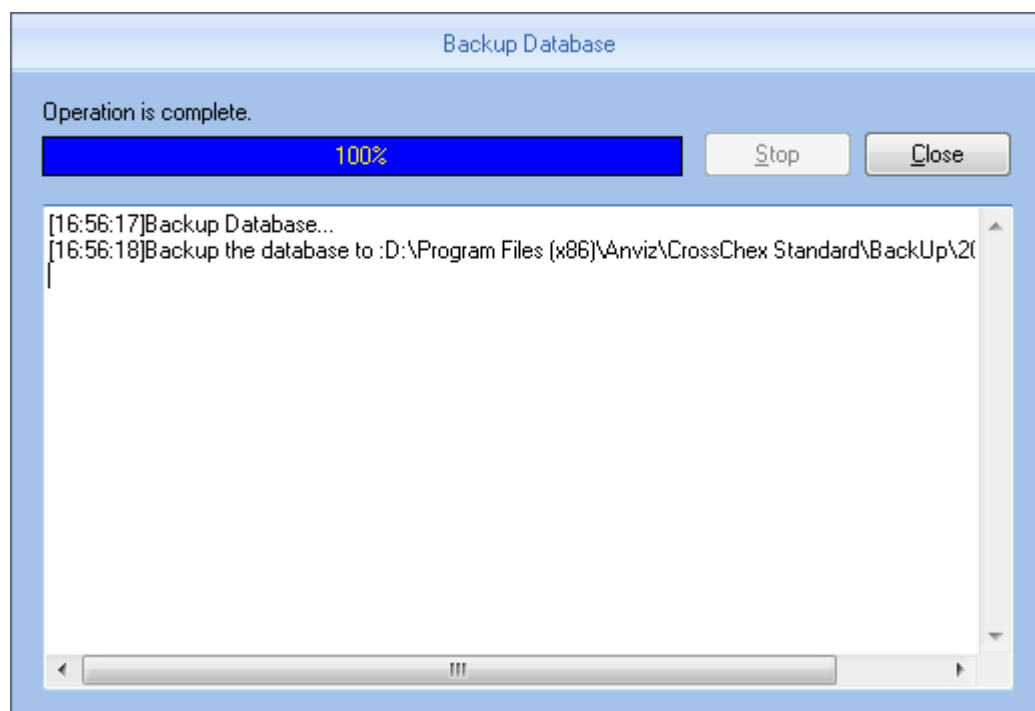 Backup Database
Operation is complete.
100%
Stop
Close
[16:56:17]Backup Database...
[16:56:18]Backup the database to :D:\Program Files (x86)\Anviz\CrossChex Standard\BackUp\20